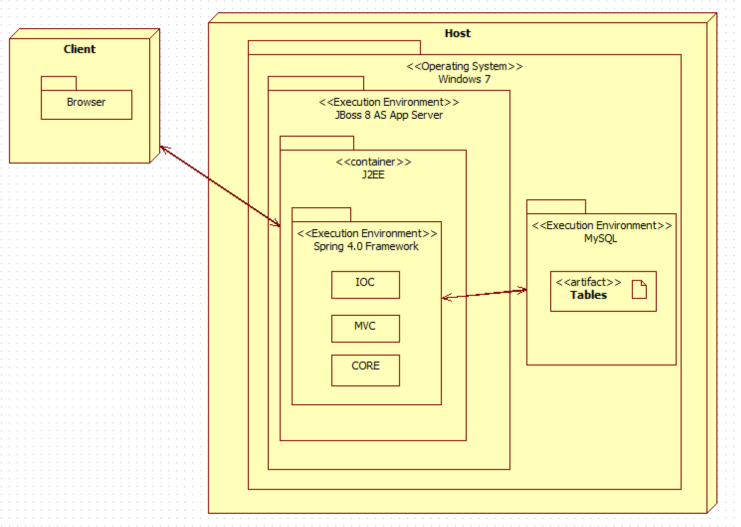 Client
Browser
Host
<<Operating System>>
Windows 7
<<Execution Environment>>
JBoss 8 AS App Server
<<container>>
J2EE
<<Execution Environment>>
Spring 4.0 Framework
IOC
MVC
CORE
<<Execution Environment>>
MySQL
<<artifact>>
Tables